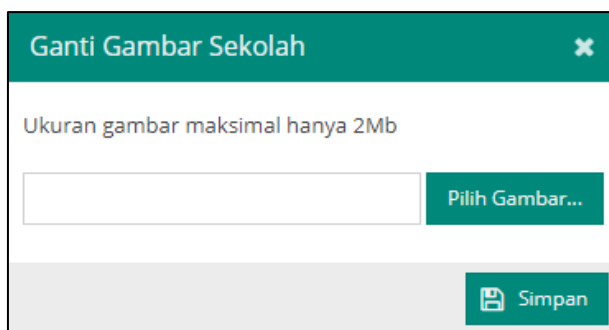 Ganti Gambar Sekolah
Ukuran gambar maksimal hanya 2Mb
Pilih Gambar...
Simpan